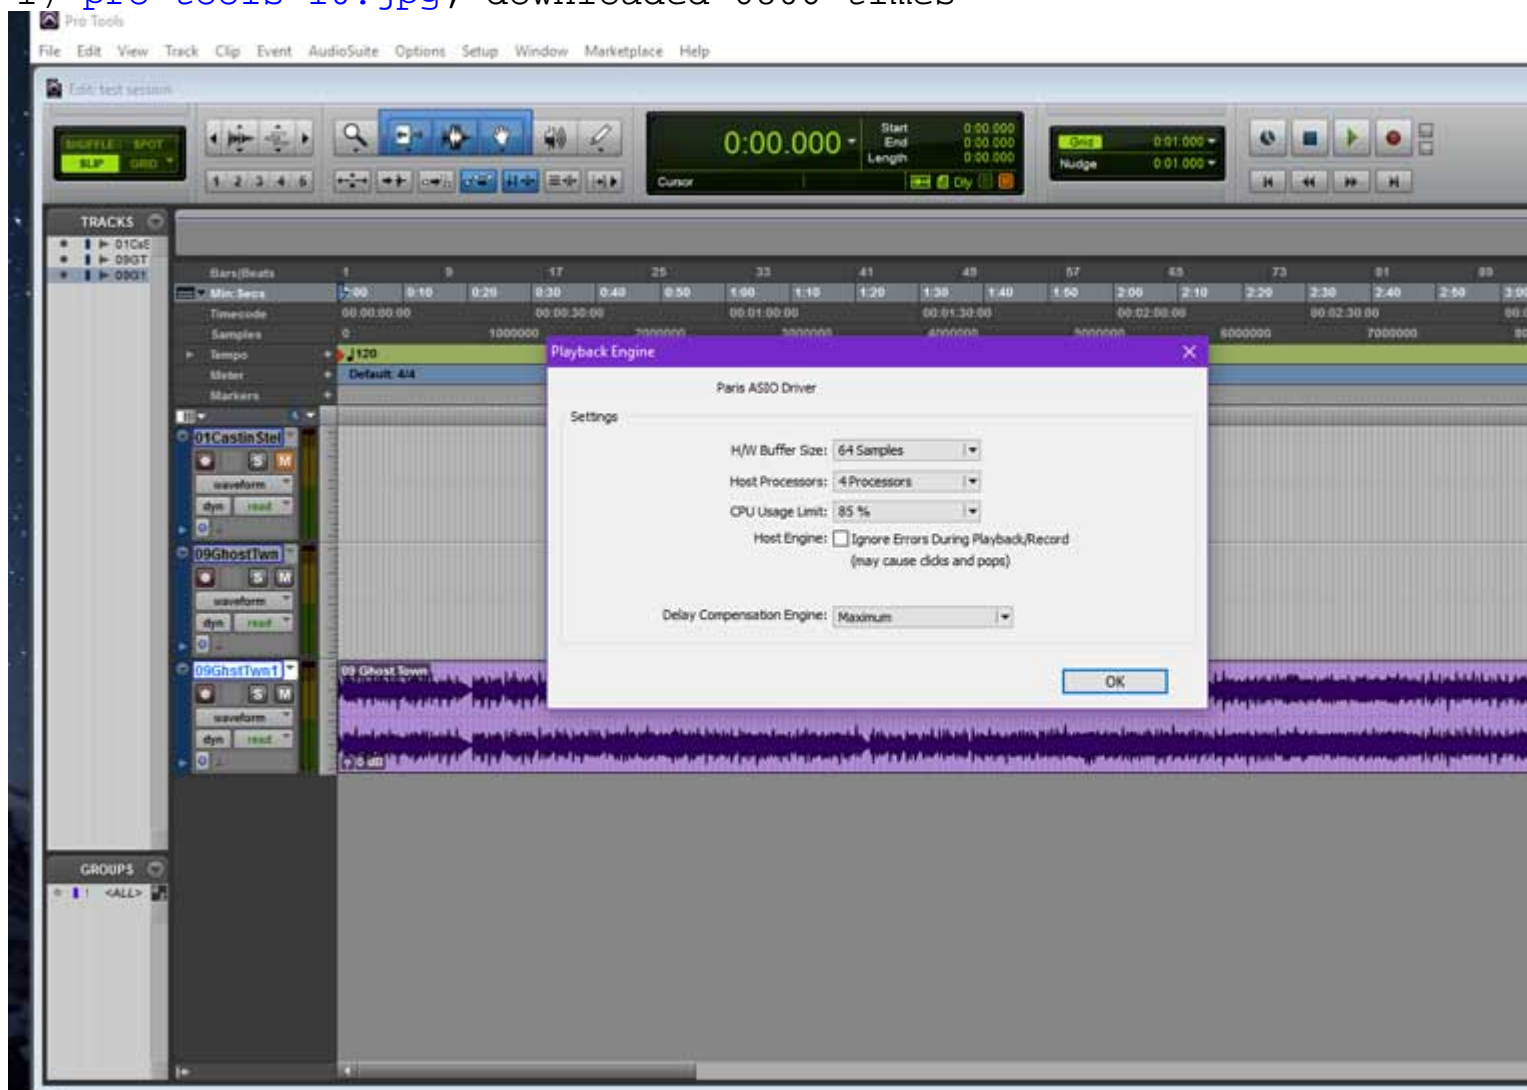 Pro Tools
File Edit View Track Clip Event AudioSuite Options Setup Window Marketplace Help
Edit: test session
SHUFFLE SPOT
SLIP GRID
1 2 3 4 5
0:00.000
Start 0:00.000
End 0:00.000
Length 0:00.000
Cursor
Dly
Grid 0:01.000
Nudge 0:01.000
TRACKS
09GT
Bars|Beats 1 9 17 25 33 41 49 57 65 73 81 89
Min:Secs 0:10 0:20 0:30 0:40 0:50 1:00 1:10 1:20 1:30 1:40 1:50 2:00 2:10 2:20 2:30 2:40 2:50
Timecode 00:00:00:00 00:00:30:00 00:01:00:00 00:01:30:00 00:02:00:00 00:02:30:00
Samples 0 1000000 2000000 3000000 4000000 5000000 6000000 7000000
Tempo 120
Meter Default: 4/4
Markers
Playback Engine
Paris ASIO Driver
Settings
H/W Buffer Size: 64 Samples
Host Processors: 4 Processors
CPU Usage Limit: 85 %
Host Engine: Ignore Errors During Playback/Record
(may cause clicks and pops)
Delay Compensation Engine: Maximum
OK
01CastinStel
S M
waveform
dyn read
09GhostTwn
S M
waveform
dyn read
09GhstTwn1
S M
waveform
dyn read
09 Ghost Town
0 dB
GROUPS
! <ALL>